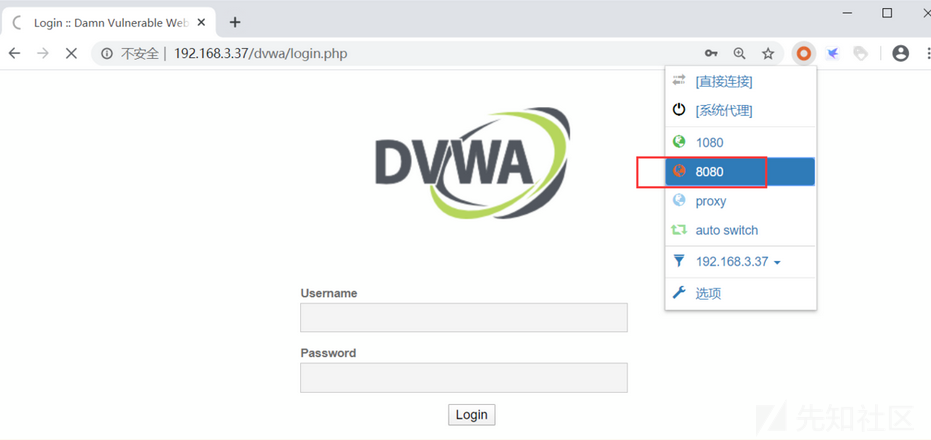 Login :: Damn Vulnerable Web
不安全 | 192.168.3.37/dvwa/login.php
[直接连接]
[系统代理]
1080
8080
proxy
auto switch
192.168.3.37
选项
DVWA
Username
Password
Login
先知社区